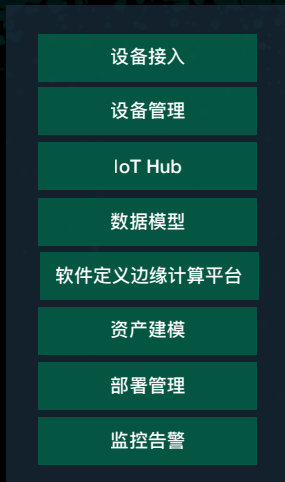 设备接入
设备管理
IoT Hub
数据模型
软件定义边缘计算平台
资产建模
部署管理
监控告警